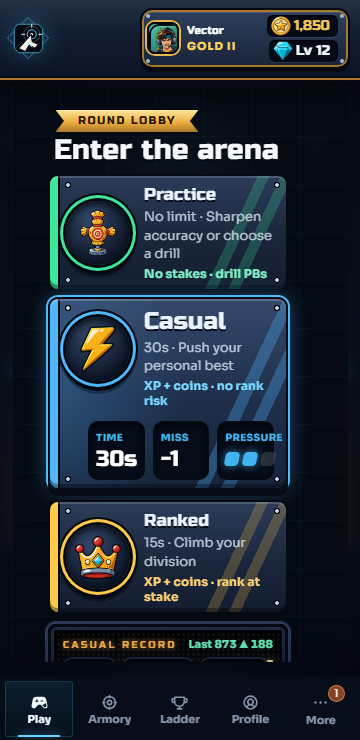 Vector
GOLD II
1,850
Lv 12
ROUND LOBBY
Enter the arena
Practice
No limit · Sharpen
accuracy or choose
a drill
No stakes · drill PBs
Casual
30s · Push your
personal best
XP + coins · no rank
risk
TIME
30s
MISS
-1
PRESSURE
Ranked
15s · Climb your
division
XP + coins · rank at
stake
CASUAL RECORD
Last 873 ▲ 188
Play
Armory
Ladder
Profile
1
More